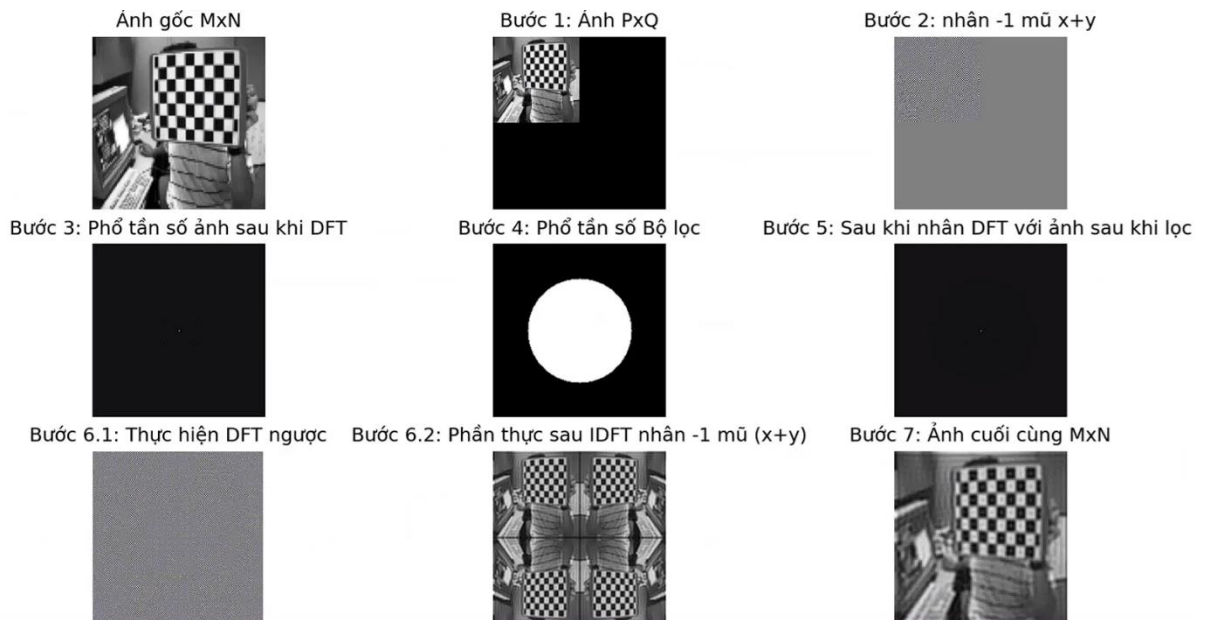 Ảnh gốc MxN
Bước 1: Ảnh PxQ
Bước 2: nhân -1 mũ x+y
Bước 3: Phổ tần số ảnh sau khi DFT
Bước 4: Phổ tần số Bộ lọc
Bước 5: Sau khi nhân DFT với ảnh sau khi lọc
Bước 6.1: Thực hiện DFT ngược
Bước 6.2: Phần thực sau IDFT nhân -1 mũ (x+y)
Bước 7: Ảnh cuối cùng MxN